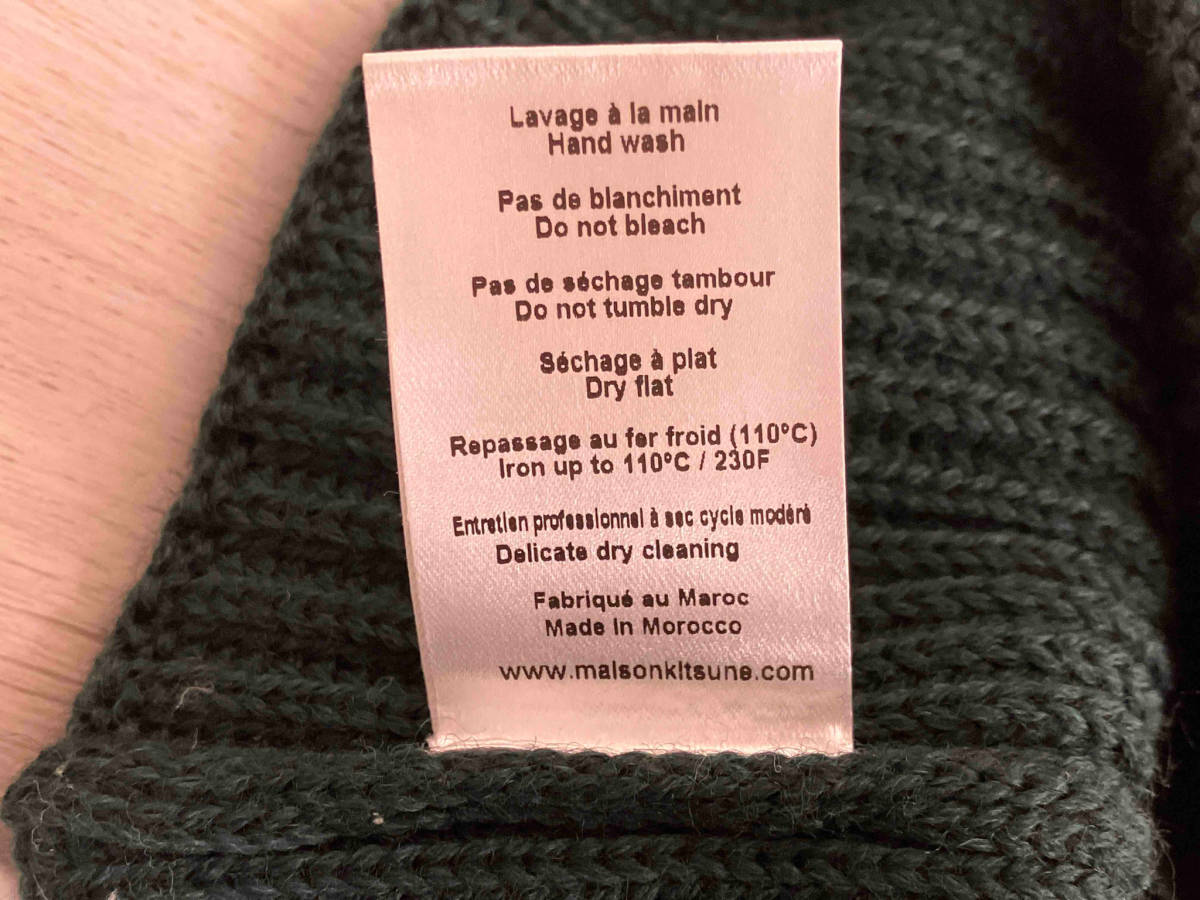 Lavage à la main
Hand wash
Pas de blanchiment
Do not bleach
Pas de séchage tambour
Do not tumble dry
Séchage à plat
Dry flat
Repassage au fer froid (110°C)
Iron up to 110°C / 230F
Entretien professionnel à sec cycle modéré
Delicate dry cleaning
Fabriqué au Maroc
Made in Morocco
www.maisonkitsune.com